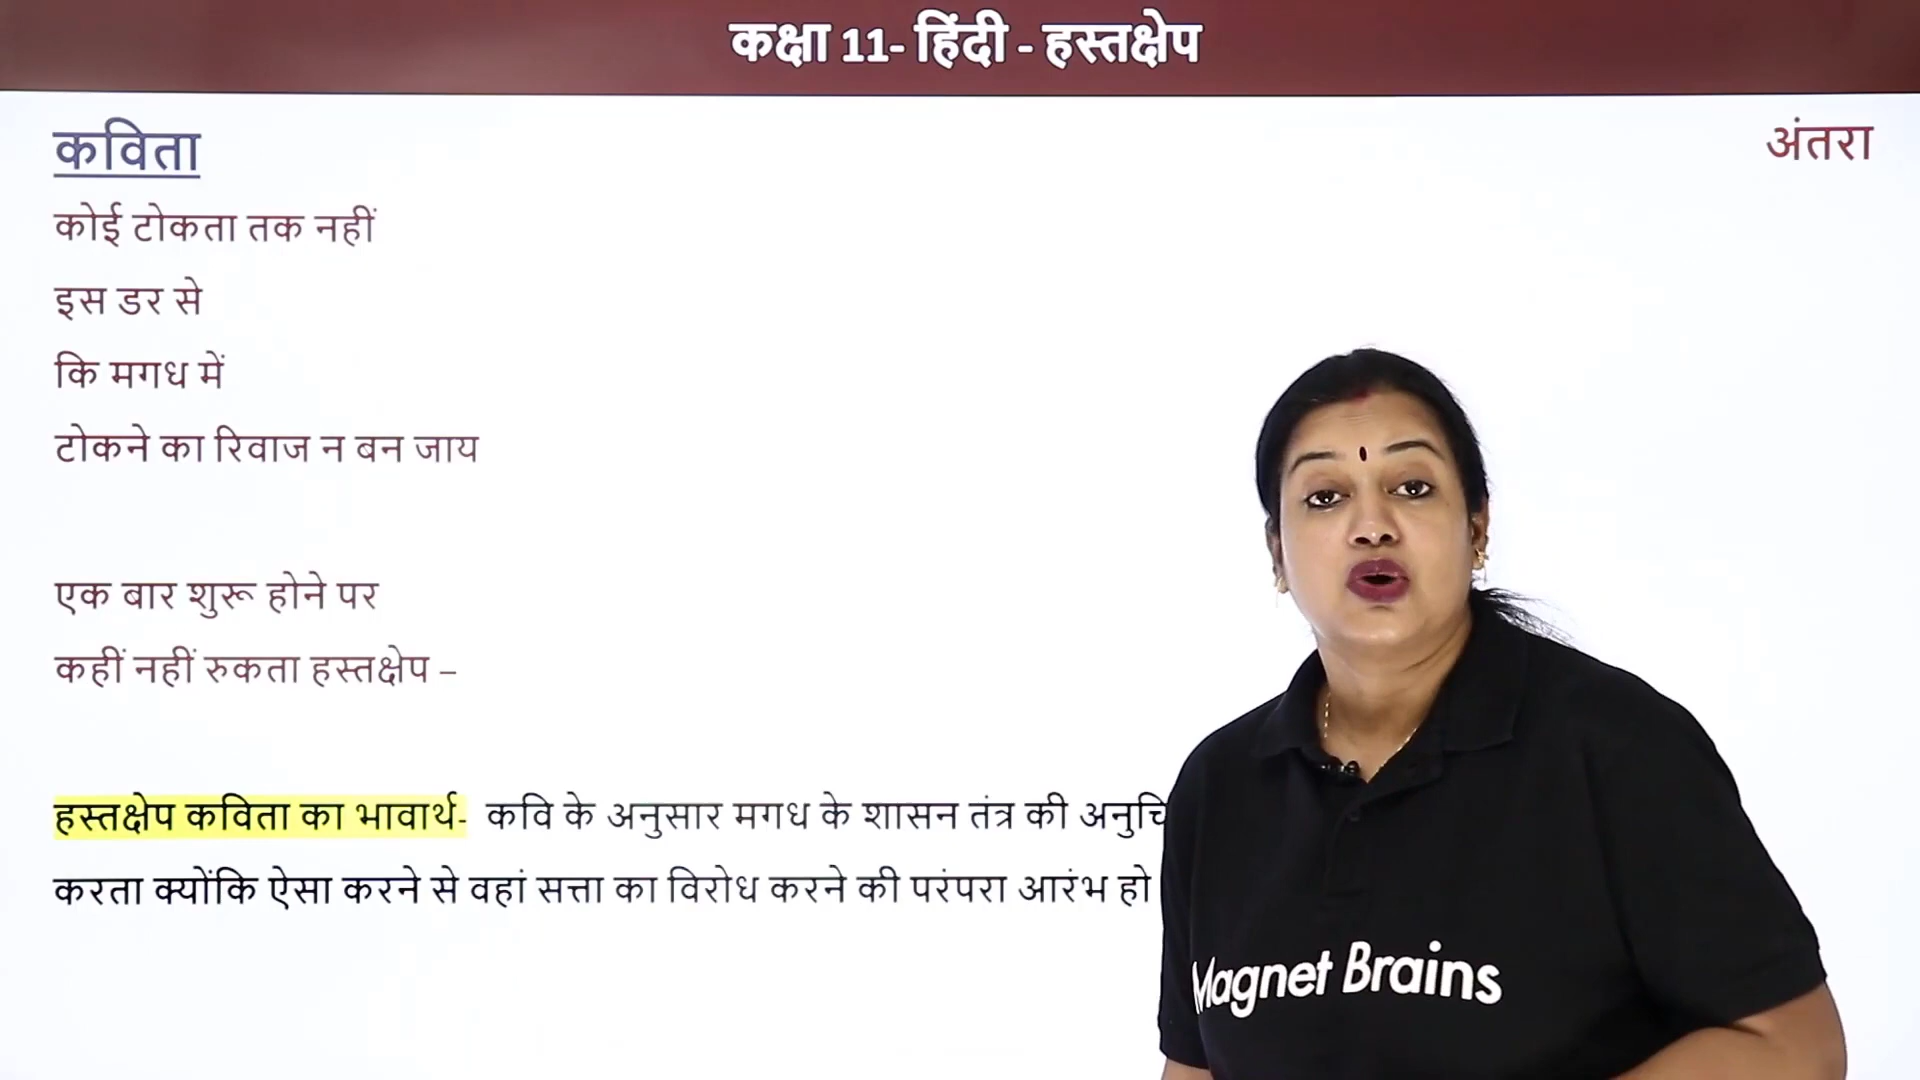 कक्षा 11- हिंदी - हस्तक्षेप
कविता
अंतरा
कोई टोकता तक नहीं
इस डर से
कि मगध में
टोकने का रिवाज न बन जाय
एक बार शुरू होने पर
कहीं नहीं रुकता हस्तक्षेप –
हस्तक्षेप कविता का भावार्थ- कवि के अनुसार मगध के शासन तंत्र की
करता क्योंकि ऐसा करने से वहां सत्ता का विरोध करने की परंपरा आरंभ हो
Magnet Brains